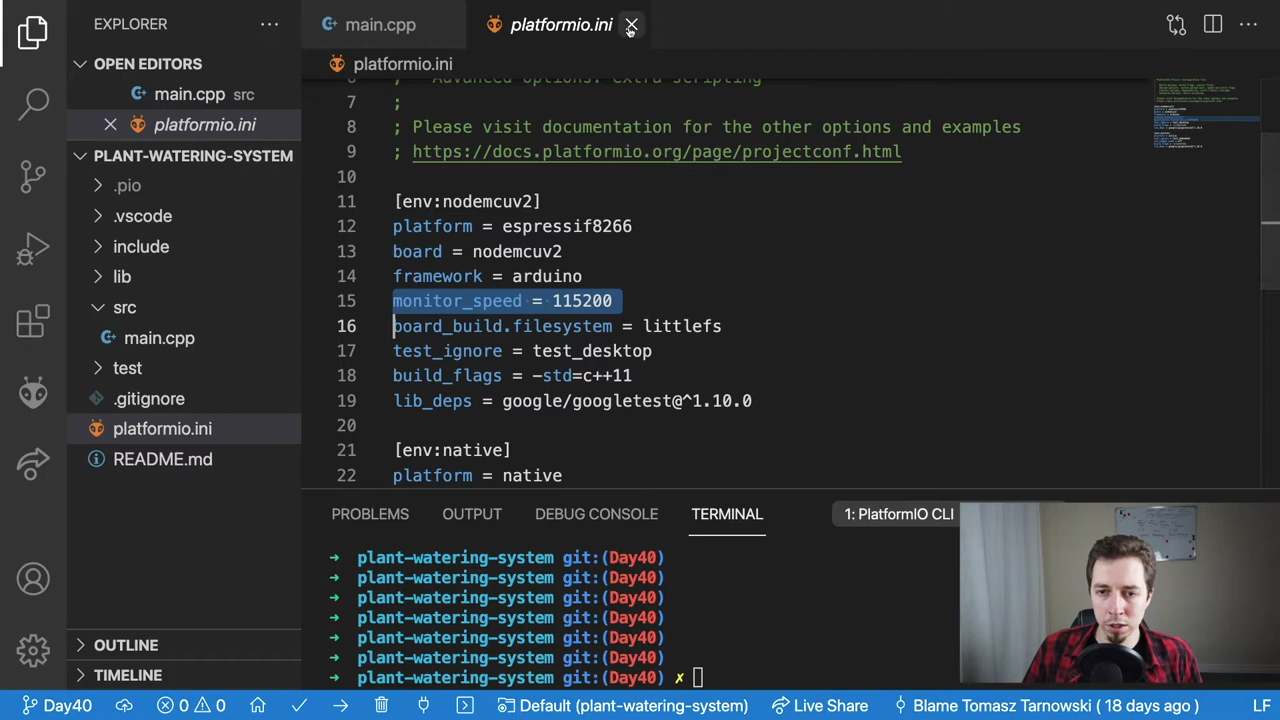 EXPLORER
main.cpp
platformio.ini
OPEN EDITORS
main.cpp src
platformio.ini
PLANT-WATERING-SYSTEM
.pio
.vscode
include
lib
src
main.cpp
test
.gitignore
platformio.ini
README.md
OUTLINE
TIMELINE
platformio.ini
; Advanced options: extra scripting
7 ;
8 ; Please visit documentation for the other options and examples
9 ; https://docs.platformio.org/page/projectconf.html
10
11 [env:nodemcuv2]
12 platform = espressif8266
13 board = nodemcuv2
14 framework = arduino
15 monitor_speed = 115200
16 board_build.filesystem = littlefs
17 test_ignore = test_desktop
18 build_flags = -std=c++11
19 lib_deps = google/googletest@^1.10.0
20
21 [env:native]
22 platform = native
PROBLEMS OUTPUT DEBUG CONSOLE TERMINAL 1: PlatformIO CLI
→ plant-watering-system git:(Day40)
→ plant-watering-system git:(Day40)
→ plant-watering-system git:(Day40)
→ plant-watering-system git:(Day40)
→ plant-watering-system git:(Day40)
→ plant-watering-system git:(Day40)
→ plant-watering-system git:(Day40) ✗
Day40 0 0 Default (plant-watering-system) Live Share Blame Tomasz Tarnowski ( 18 days ago ) LF